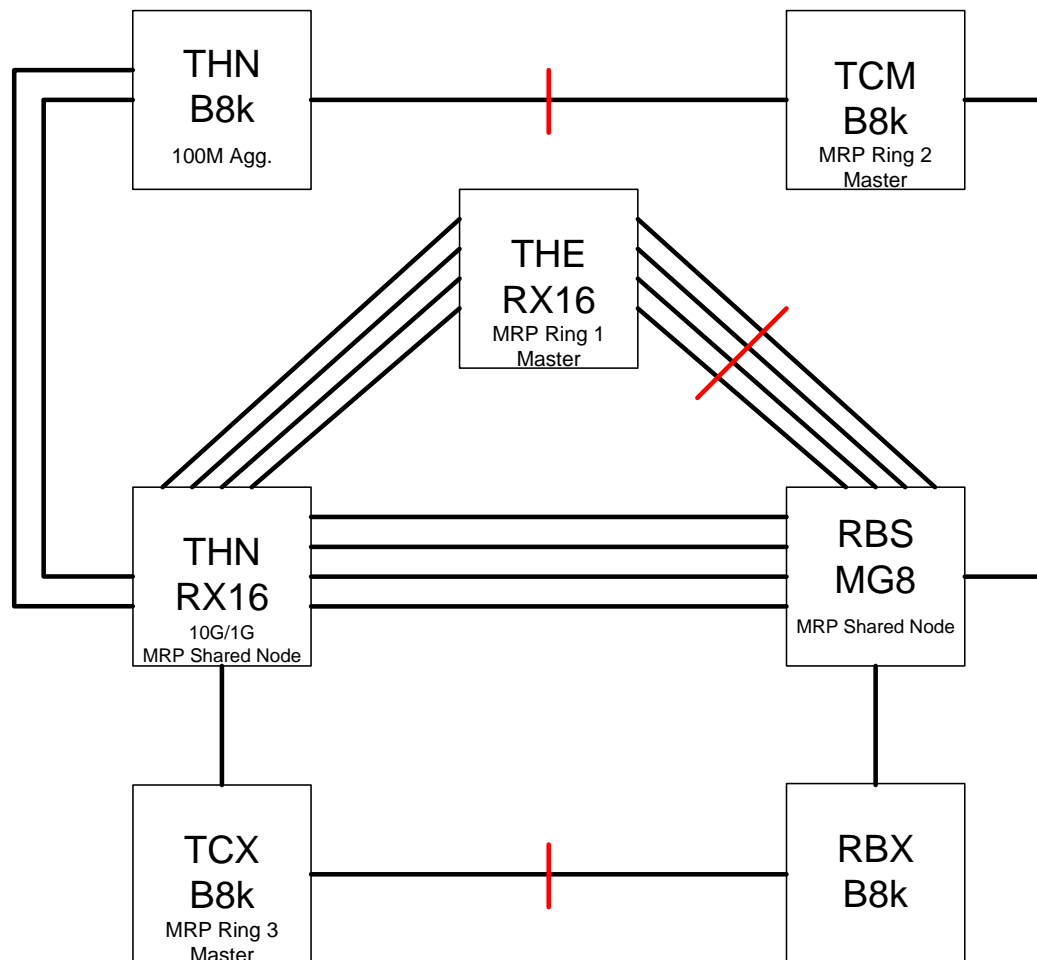 THN
B8k
100M Agg.
TCM
B8k
MRP Ring 2
Master
THE
RX16
MRP Ring 1
Master
THN
RX16
10G/1G
MRP Shared Node
RBS
MG8
MRP Shared Node
TCX
B8k
MRP Ring 3
Master
RBX
B8k